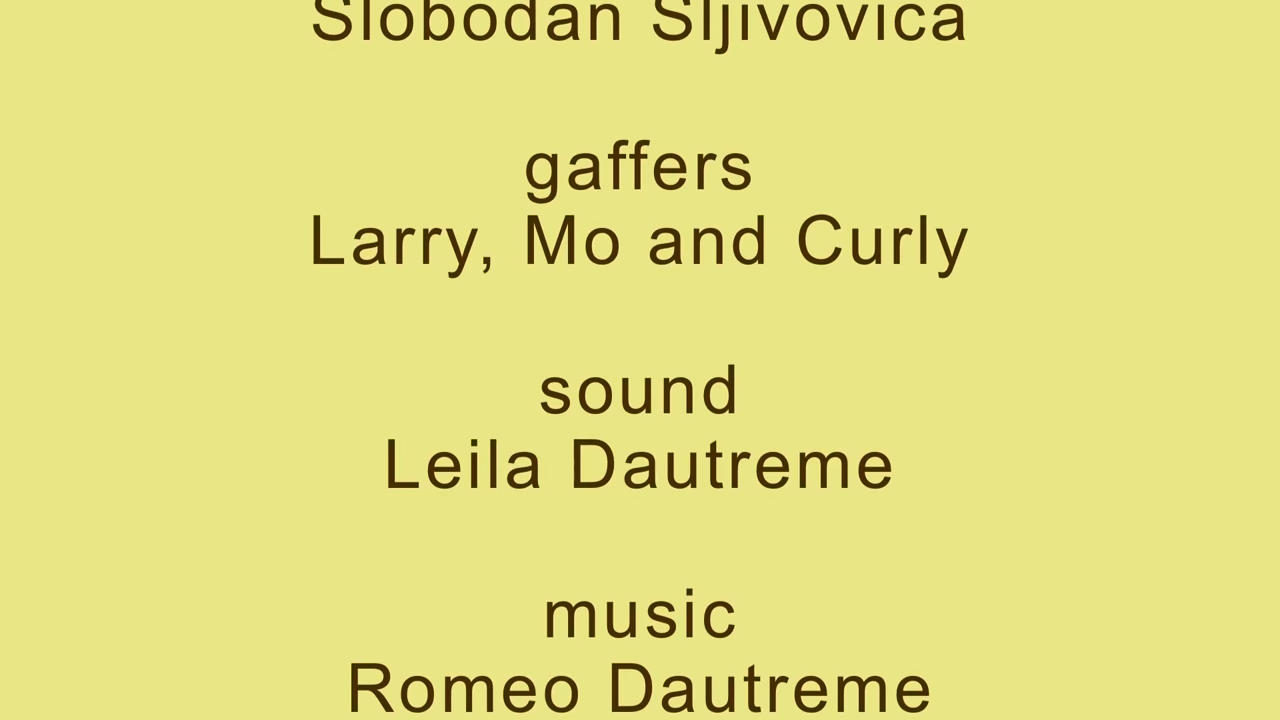 Slobodan Sljivovica
gaffers
Larry, Mo and Curly
sound
Leila Dautreme
music
Romeo Dautreme